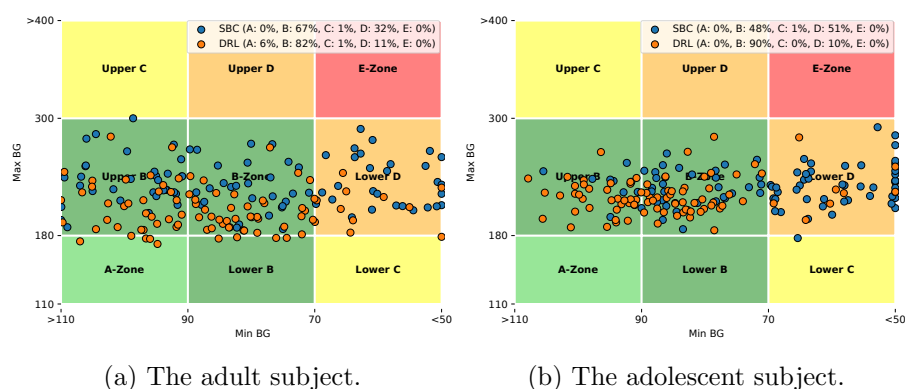 >400
SBC (A: 0%, B: 67%, C: 1%, D: 32%, E: 0%)
DRL (A: 6%, B: 82%, C: 1%, D: 11%, E: 0%)
Upper C
Upper D
E-Zone
300
Max BG
Upper B
B-Zone
Lower D
180
A-Zone
Lower B
Lower C
110
>110
90
70
<50
Min BG
(a) The adult subject.
>400
SBC (A: 0%, B: 48%, C: 1%, D: 51%, E: 0%)
DRL (A: 0%, B: 90%, C: 0%, D: 10%, E: 0%)
Upper C
Upper D
E-Zone
300
Max BG
Upper B
B-Zone
Lower D
180
A-Zone
Lower B
Lower C
110
>110
90
70
<50
Min BG
(b) The adolescent subject.